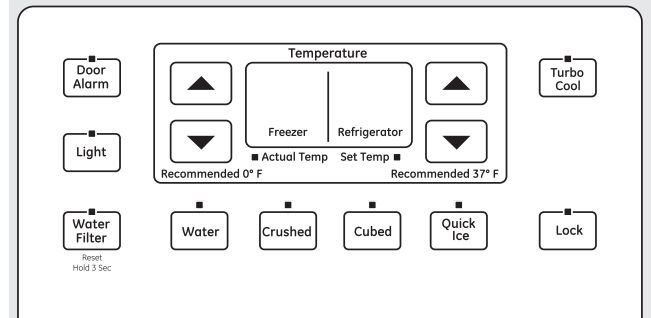 Temperature
Door
Alarm
Turbo
Cool
Freezer
Refrigerator
Actual Temp
Set Temp
Light
Recommended 0° F
Recommended 37° F
Water
Filter
Water
Crushed
Cubed
Quick
Ice
Lock
Reset
Hold 3 Sec